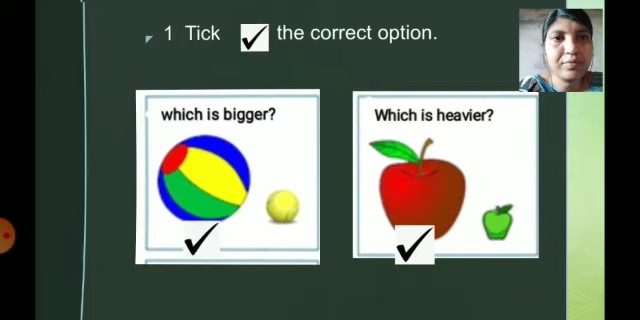 1 Tick ✓ the correct option.
which is bigger?
Which is heavier?